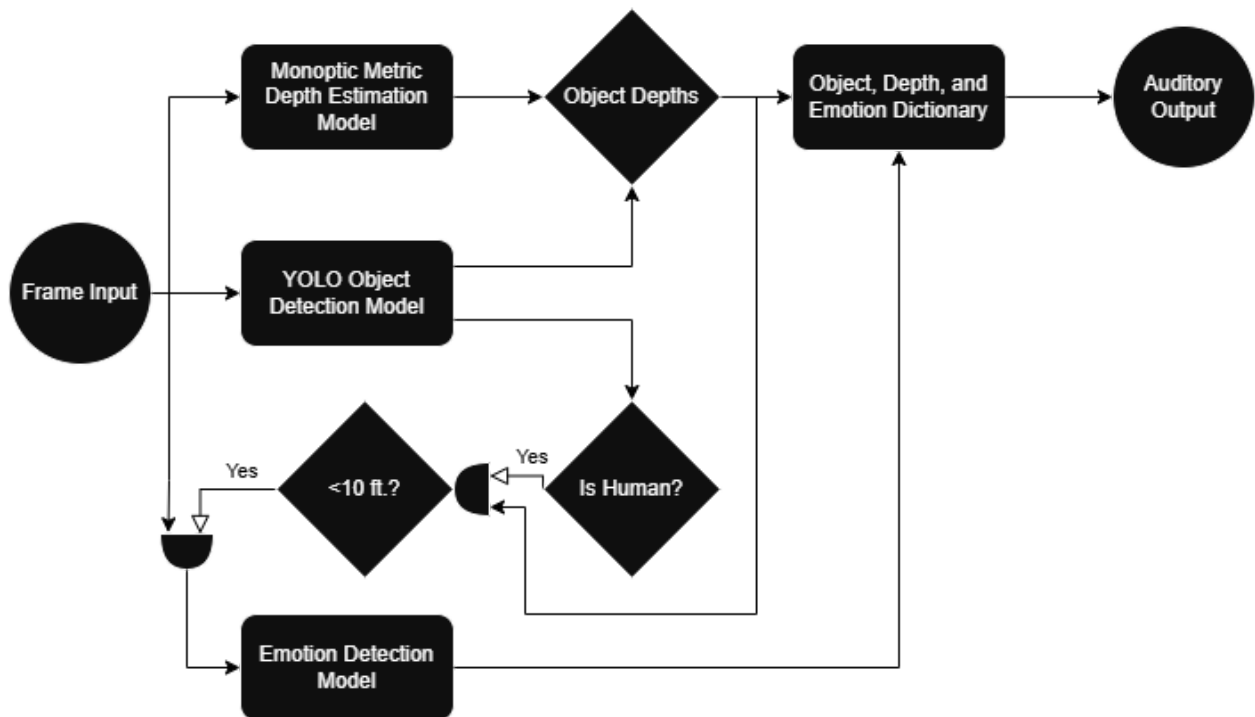 Monoptic Metric
Depth Estimation
Model
Object Depths
Object, Depth, and
Emotion Dictionary
Auditory
Output
Frame Input
YOLO Object
Detection Model
Yes
<10 ft.?
Yes
Is Human?
Emotion Detection
Model